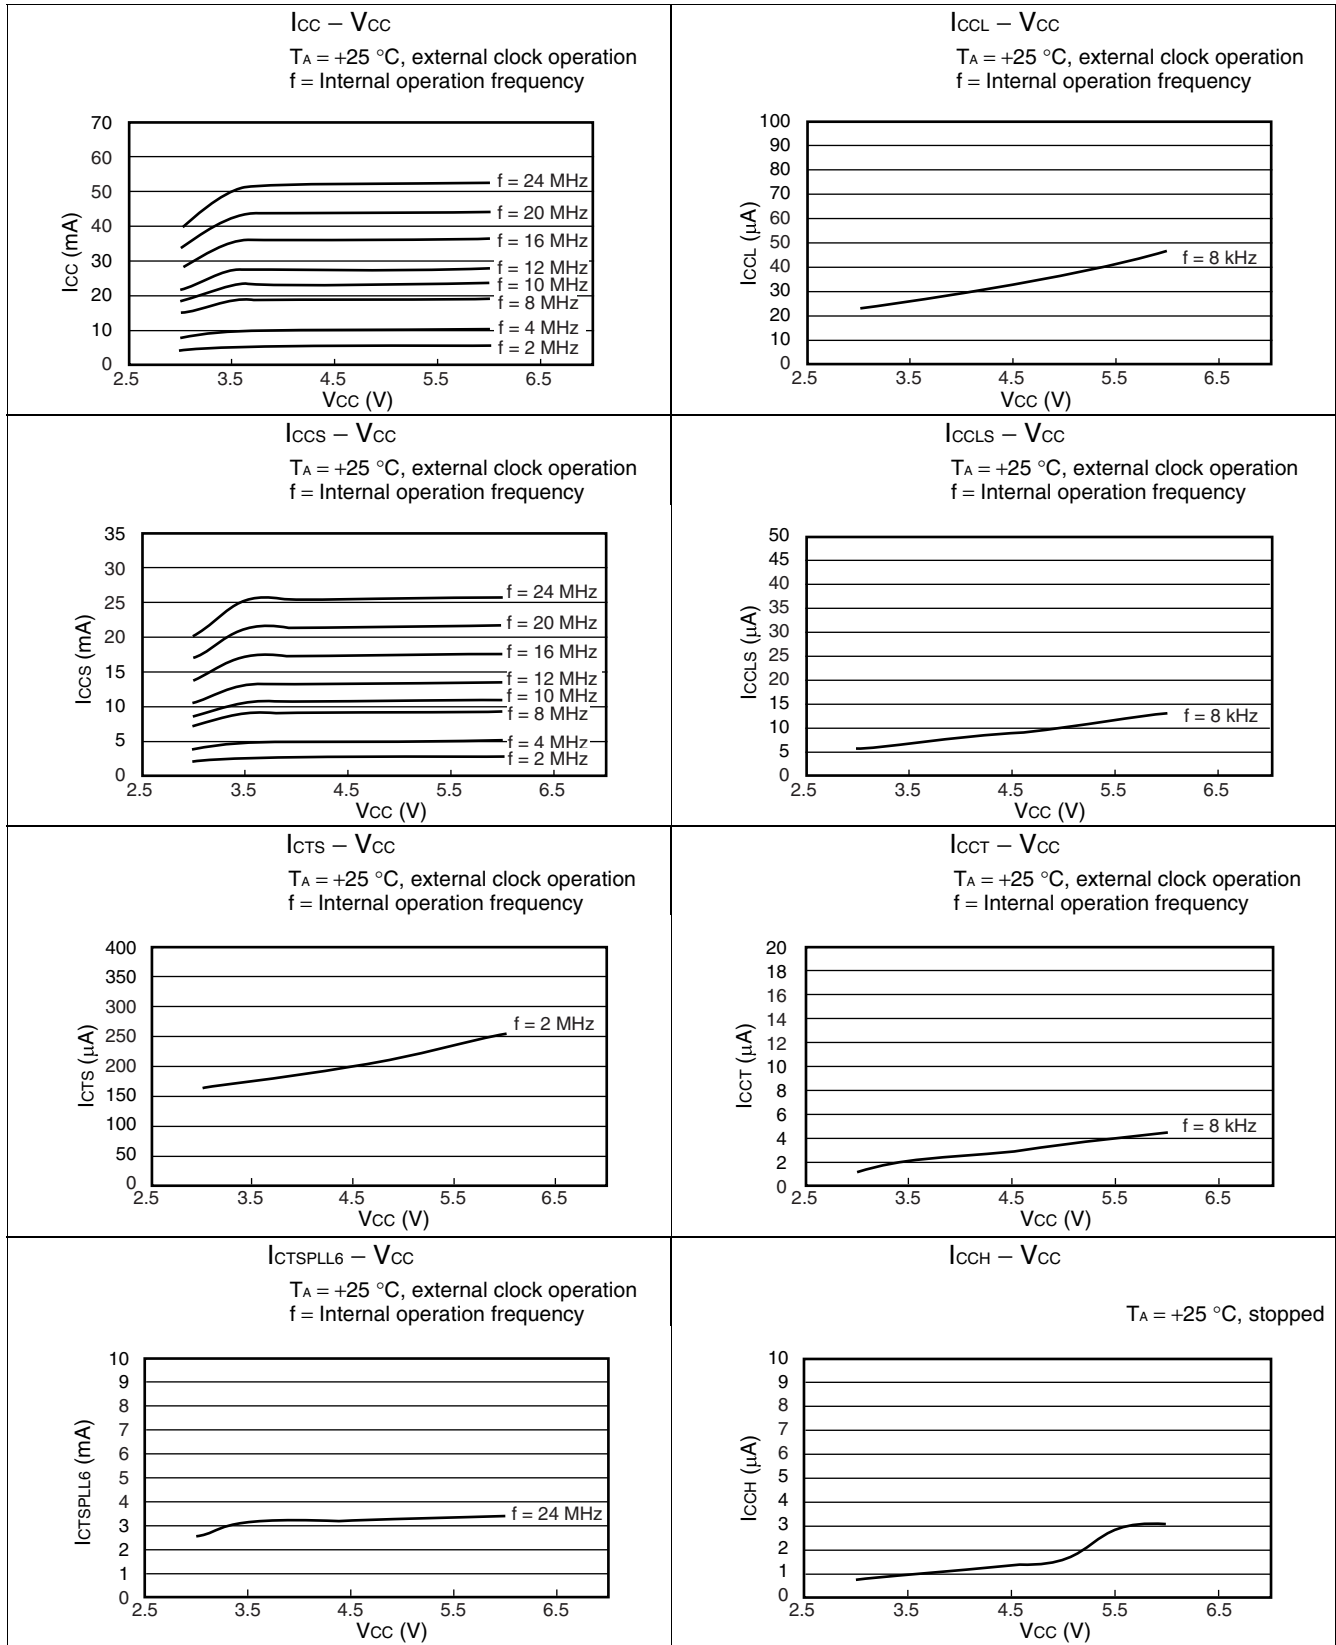 ICC – VCC
TA = +25 °C, external clock operation
f = Internal operation frequency
70
60
50
40
30
20
10
0
ICC (mA)
f = 24 MHz
f = 20 MHz
f = 16 MHz
f = 12 MHz
f = 10 MHz
f = 8 MHz
f = 4 MHz
f = 2 MHz
2.5 3.5 4.5 5.5 6.5
VCC (V)
ICCL – VCC
TA = +25 °C, external clock operation
f = Internal operation frequency
100
90
80
70
60
50
40
30
20
10
0
ICCL (μA)
f = 8 kHz
2.5 3.5 4.5 5.5 6.5
VCC (V)
ICCS – VCC
TA = +25 °C, external clock operation
f = Internal operation frequency
35
30
25
20
15
10
5
0
ICCS (mA)
f = 24 MHz
f = 20 MHz
f = 16 MHz
f = 12 MHz
f = 10 MHz
f = 8 MHz
f = 4 MHz
f = 2 MHz
2.5 3.5 4.5 5.5 6.5
VCC (V)
ICCLS – VCC
TA = +25 °C, external clock operation
f = Internal operation frequency
50
45
40
35
30
25
20
15
10
5
0
ICCLS (μA)
f = 8 kHz
2.5 3.5 4.5 5.5 6.5
VCC (V)
ICTS – VCC
TA = +25 °C, external clock operation
f = Internal operation frequency
400
350
300
250
200
150
100
50
0
ICTS (μA)
f = 2 MHz
2.5 3.5 4.5 5.5 6.5
VCC (V)
ICCT – VCC
TA = +25 °C, external clock operation
f = Internal operation frequency
20
18
16
14
12
10
8
6
4
2
0
ICCT (μA)
f = 8 kHz
2.5 3.5 4.5 5.5 6.5
VCC (V)
ICTSPLL6 – VCC
TA = +25 °C, external clock operation
f = Internal operation frequency
10
9
8
7
6
5
4
3
2
1
0
ICTSPLL6 (mA)
f = 24 MHz
2.5 3.5 4.5 5.5 6.5
VCC (V)
ICCH – VCC
TA = +25 °C, stopped
10
9
8
7
6
5
4
3
2
1
0
ICCH (μA)
2.5 3.5 4.5 5.5 6.5
VCC (V)